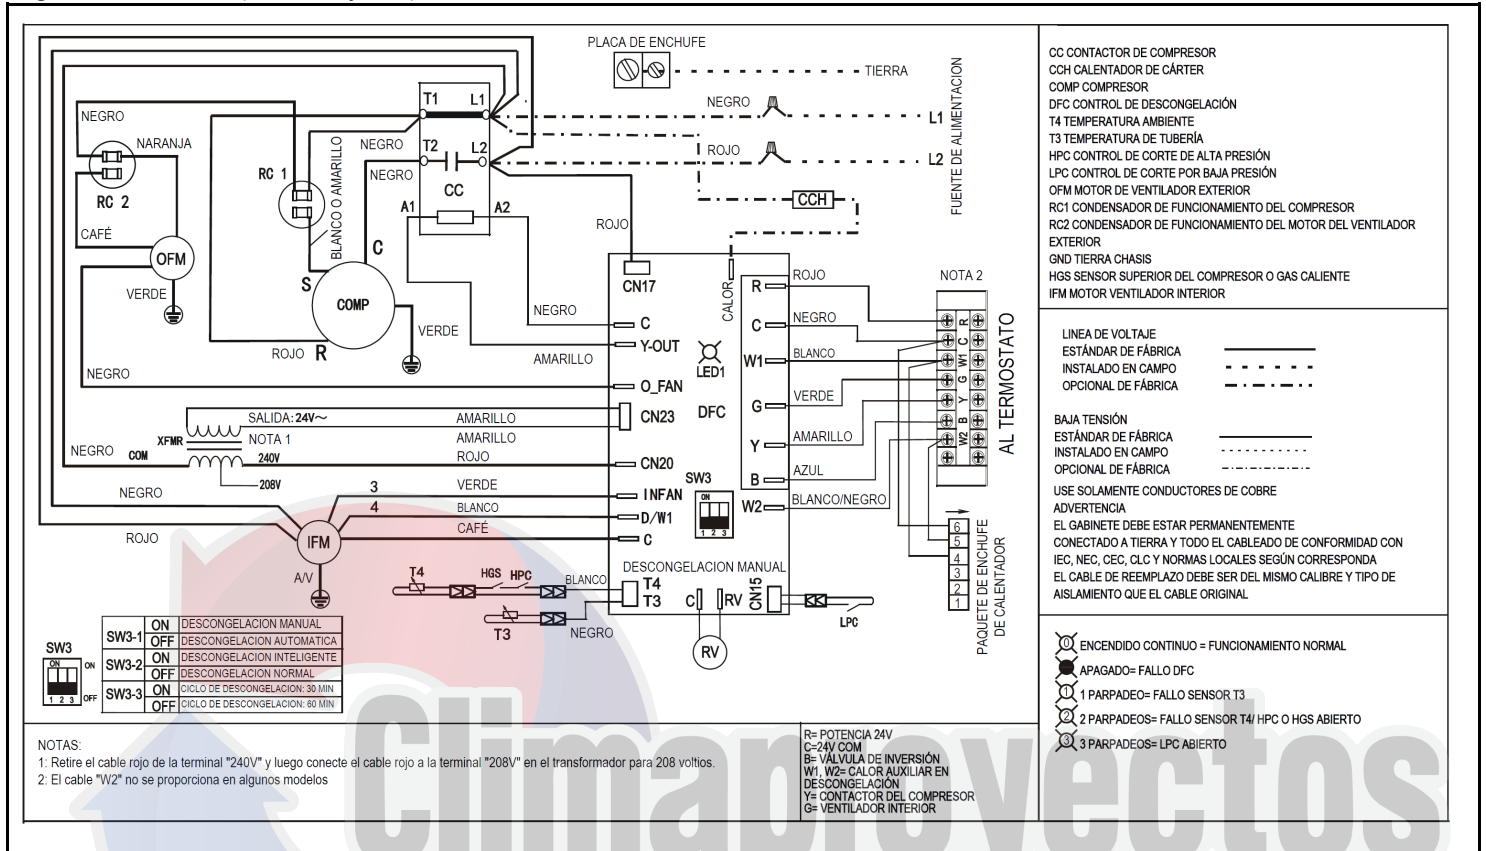 PLACA DE ENCHUFE
TIERRA
NEGRO
L1
ROJO
L2
FUENTE DE ALIMENTACION
T1
L1
T2
L2
CC
A1
A2
NEGRO
NEGRO
NEGRO
NARANJA
RC 2
CAFÉ
OFM
VERDE
RC 1
BLANCO O AMARILLO
C
S
COMP
R
ROJO
VERDE
NEGRO
CCH
ROJO
CN17
CALOR
NEGRO
C
AMARILLO
Y-OUT
LED1
O_FAN
CN23
DFC
CN20
SW3
ON
1 2 3
INFAN
D/W1
C
NEGRO
SALIDA: 24V~
AMARILLO
XFMR
NOTA 1
AMARILLO
NEGRO
COM
240V
ROJO
208V
NEGRO
3
VERDE
4
BLANCO
CAFÉ
ROJO
IFM
A/V
R
ROJO
C
NEGRO
W1
BLANCO
G
VERDE
Y
AMARILLO
B
AZUL
W2
BLANCO/NEGRO
NOTA 2
R
C
W1
G
Y
B
W2
AL TERMOSTATO
6
5
4
3
2
1
PAQUETE DE ENCHUFE
DE CALENTADOR
DESCONGELACION MANUAL
T4
HGS
HPC
BLANCO
T4
T3
T3
NEGRO
C
RV
CN15
LPC
RV
SW3
ON
ON
1 2 3
OFF
SW3-1
ON
DESCONGELACION MANUAL
OFF
DESCONGELACION AUTOMATICA
SW3-2
ON
DESCONGELACION INTELIGENTE
OFF
DESCONGELACION NORMAL
SW3-3
ON
CICLO DE DESCONGELACION: 30 MIN
OFF
CICLO DE DESCONGELACION: 60 MIN
NOTAS:
1: Retire el cable rojo de la terminal "240V" y luego conecte el cable rojo a la terminal "208V" en el transformador para 208 voltios.
2: El cable "W2" no se proporciona en algunos modelos
R= POTENCIA 24V
C=24V COM
B= VÁLVULA DE INVERSIÓN
W1, W2= CALOR AUXILIAR EN
DESCONGELACIÓN
Y= CONTACTOR DEL COMPRESOR
G= VENTILADOR INTERIOR
CC CONTACTOR DE COMPRESOR
CCH CALENTADOR DE CÁRTER
COMP COMPRESOR
DFC CONTROL DE DESCONGELACIÓN
T4 TEMPERATURA AMBIENTE
T3 TEMPERATURA DE TUBERÍA
HPC CONTROL DE CORTE DE ALTA PRESIÓN
LPC CONTROL DE CORTE POR BAJA PRESIÓN
OFM MOTOR DE VENTILADOR EXTERIOR
RC1 CONDENSADOR DE FUNCIONAMIENTO DEL COMPRESOR
RC2 CONDENSADOR DE FUNCIONAMIENTO DEL MOTOR DEL VENTILADOR
EXTERIOR
GND TIERRA CHASIS
HGS SENSOR SUPERIOR DEL COMPRESOR O GAS CALIENTE
IFM MOTOR VENTILADOR INTERIOR
LINEA DE VOLTAJE
ESTÁNDAR DE FÁBRICA
INSTALADO EN CAMPO
OPCIONAL DE FÁBRICA
BAJA TENSIÓN
ESTÁNDAR DE FÁBRICA
INSTALADO EN CAMPO
OPCIONAL DE FÁBRICA
USE SOLAMENTE CONDUCTORES DE COBRE
ADVERTENCIA
EL GABINETE DEBE ESTAR PERMANENTEMENTE
CONECTADO A TIERRA Y TODO EL CABLEADO DE CONFORMIDAD CON
IEC, NEC, CEC, CLC Y NORMAS LOCALES SEGÚN CORRESPONDA
EL CABLE DE REEMPLAZO DEBE SER DEL MISMO CALIBRE Y TIPO DE
AISLAMIENTO QUE EL CABLE ORIGINAL
0 ENCENDIDO CONTINUO = FUNCIONAMIENTO NORMAL
APAGADO= FALLO DFC
1 1 PARPADEO= FALLO SENSOR T3
2 2 PARPADEOS= FALLO SENSOR T4/ HPC O HGS ABIERTO
3 3 PARPADEOS= LPC ABIERTO
Climaproyectos